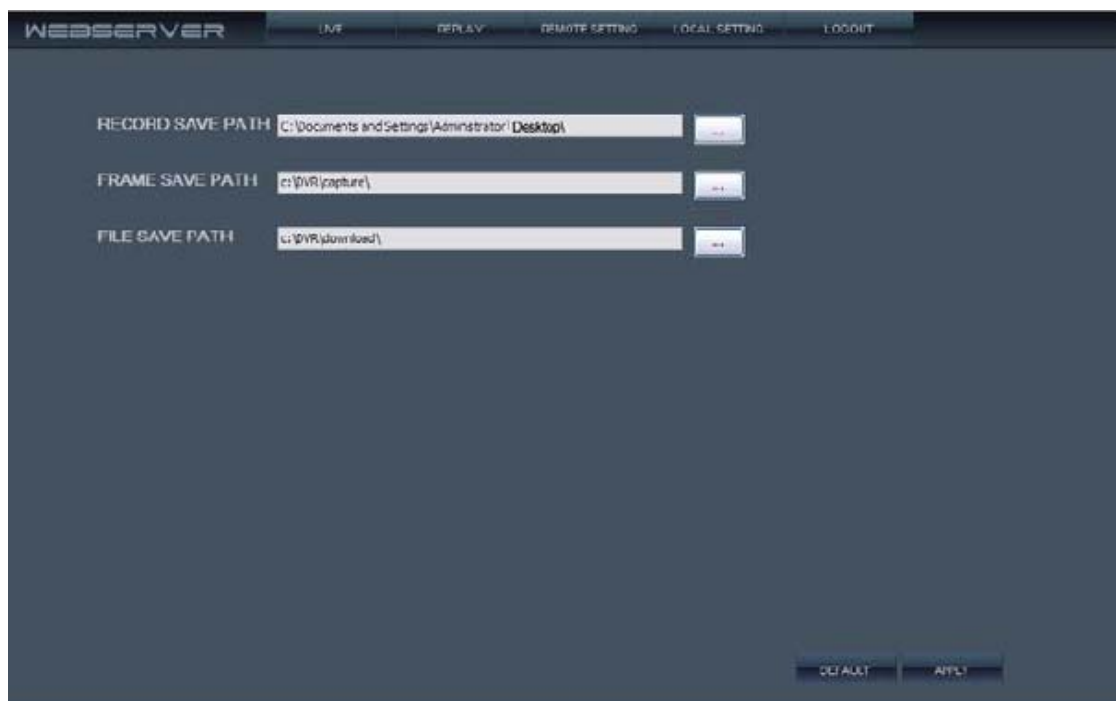 WEBSERVER LIVE REPLAY REMOTE SETTING LOCAL SETTING LOGOUT
RECORD SAVE PATH C:\Documents and Settings\Adminstrator\Desktop\ ...
FRAME SAVE PATH c:\DVR\capture\ ...
FILE SAVE PATH c:\DVR\download\ ...
DEFAULT APPLY